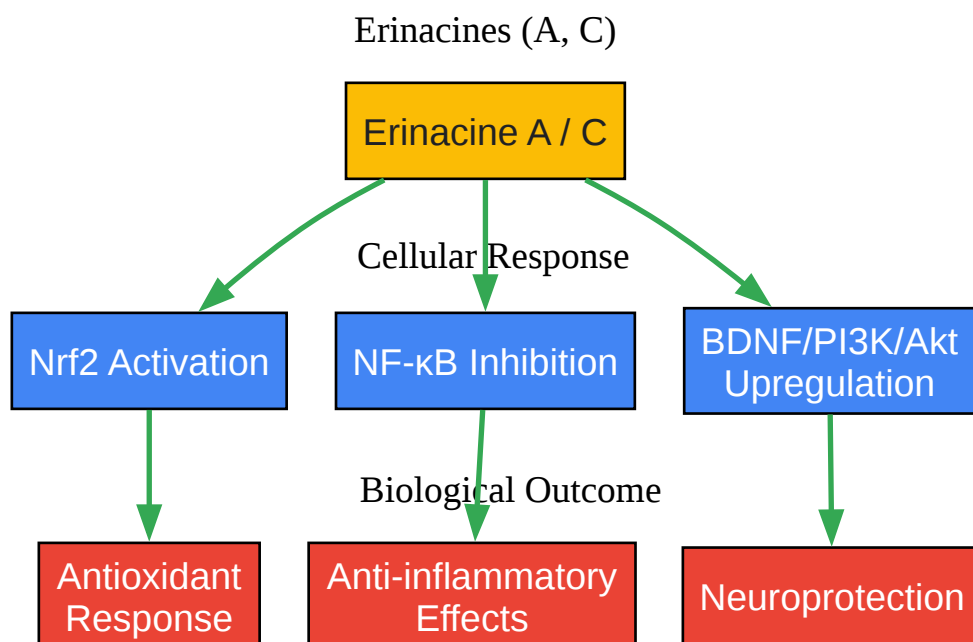 Erinacines (A, C)
Erinacine A / C
Cellular Response
Nrf2 Activation
NF-κB Inhibition
BDNF/PI3K/Akt
Upregulation
Biological Outcome
Antioxidant
Response
Anti-inflammatory
Effects
Neuroprotection